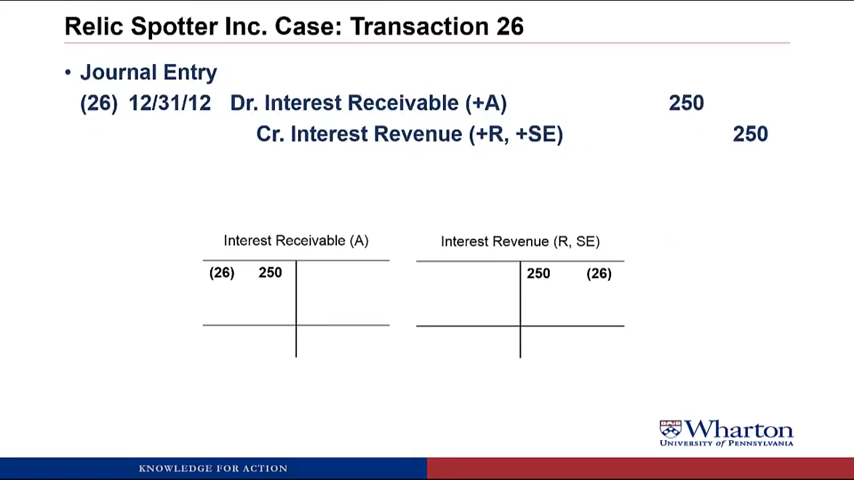 Relic Spotter Inc. Case: Transaction 26
• Journal Entry
(26) 12/31/12 Dr. Interest Receivable (+A) 250
Cr. Interest Revenue (+R, +SE) 250
Interest Receivable (A) Interest Revenue (R, SE)
(26) 250 250 (26)
Wharton
UNIVERSITY OF PENNSYLVANIA
KNOWLEDGE FOR ACTION